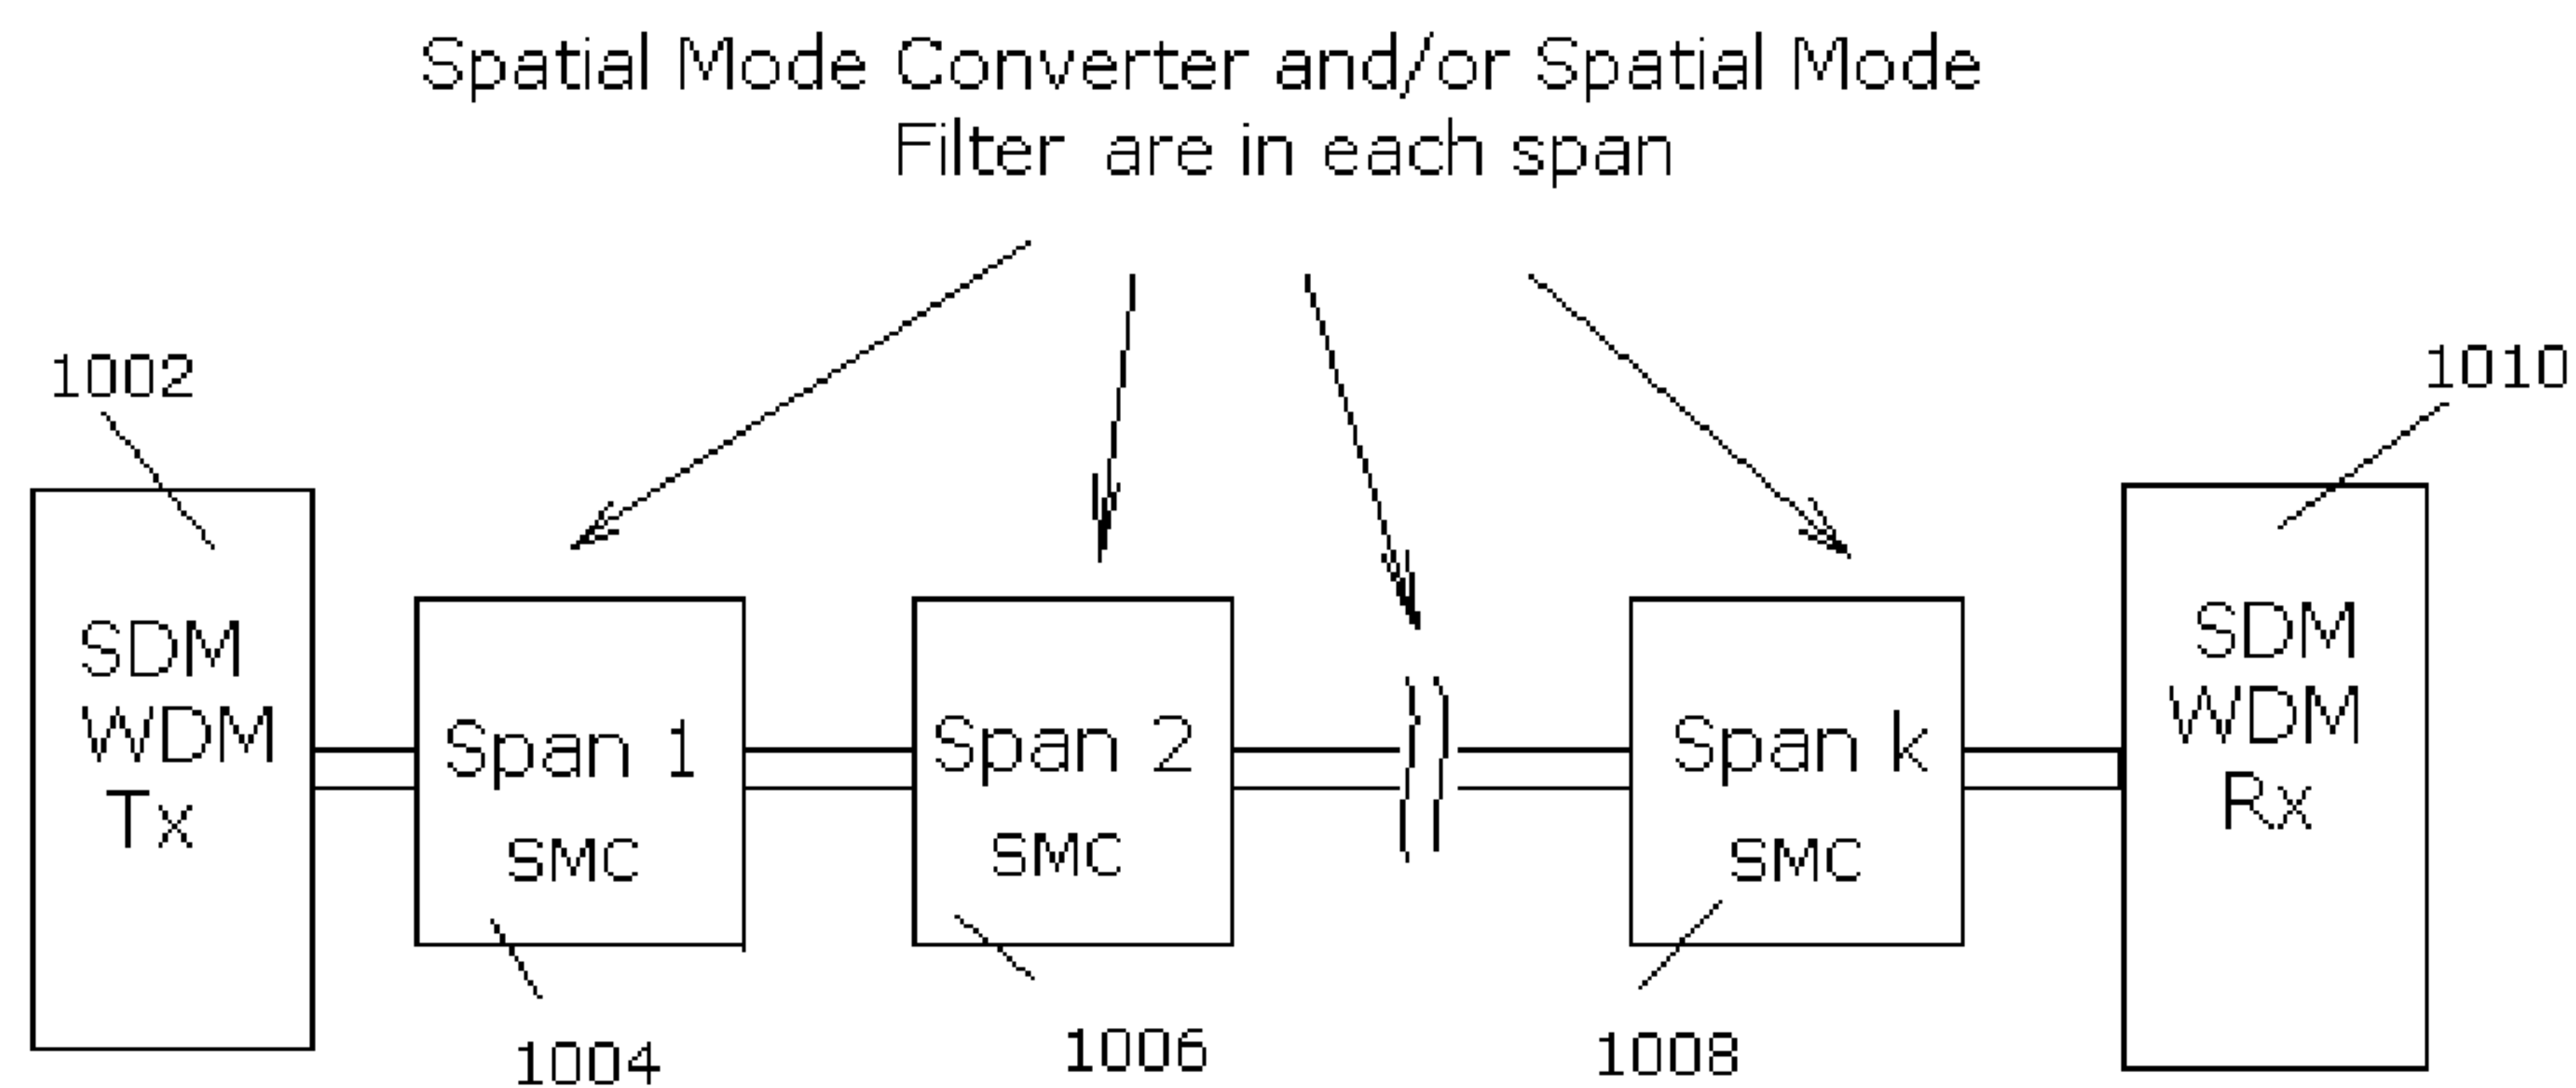 Spatial Mode Converter and/or Spatial Mode
Filter are in each span
1002
1010
SDM
WDM
Tx
Span 1
SMC
Span 2
SMC
Span k
SMC
SDM
WDM
Rx
1004
1006
1008